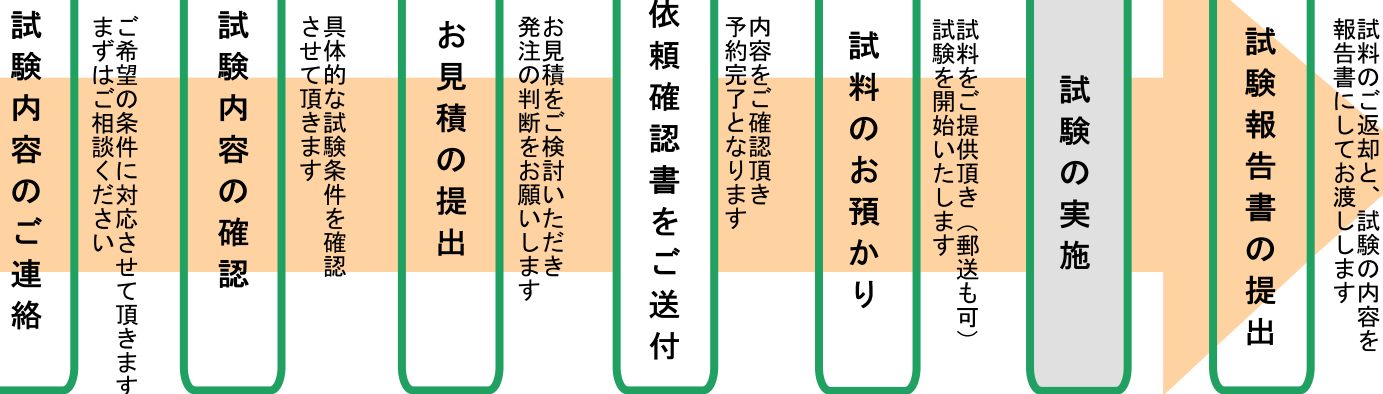 試験内容のご連絡
ご希望の条件に対応させて頂きます
まずはご相談ください
試験内容の確認
具体的な試験条件を確認
させて頂きます
お見積の提出
お見積をご検討いただき
発注の判断をお願いします
依頼確認書をご送付
内容をご確認頂き
予約完了となります
試料のお預かり
試料をご提供頂き（郵送も可）
試験を開始いたします
試験の実施
試験報告書の提出
試料のご返却と、試験の内容を
報告書にしてお渡しします